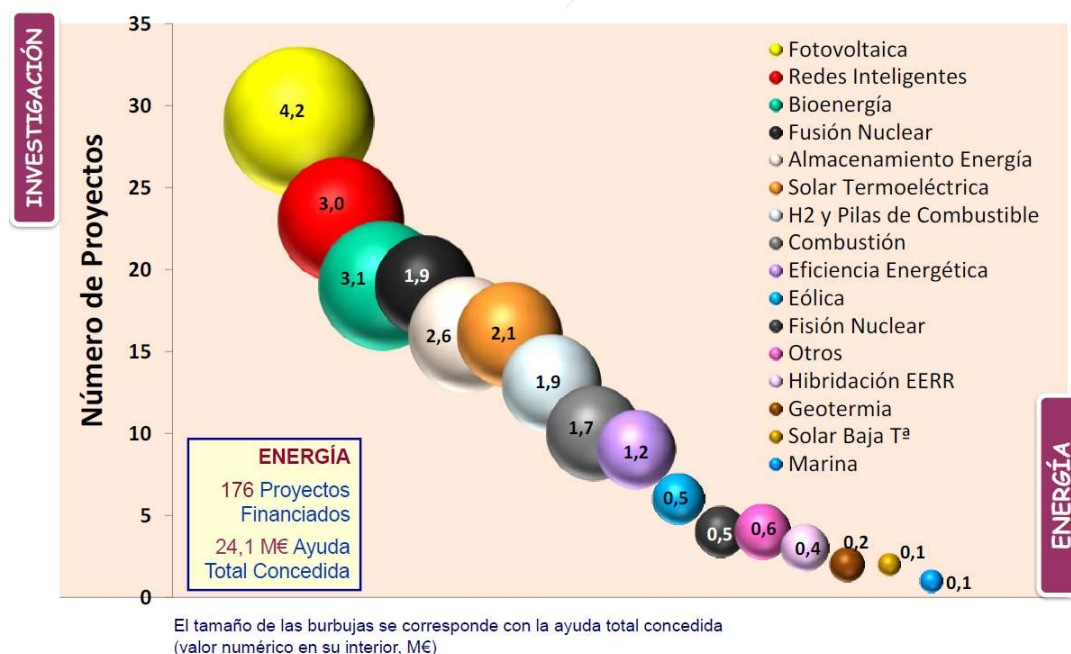 INVESTIGACIÓN
Número de Proyectos
35
30
25
20
15
10
5
0
4,2
3,0
3,1
1,9
2,6
2,1
1,9
1,7
1,2
0,5
0,5
0,6
0,4
0,2
0,1
0,1
Fotovoltaica
Redes Inteligentes
Bioenergía
Fusión Nuclear
Almacenamiento Energía
Solar Termoeléctrica
H2 y Pilas de Combustible
Combustión
Eficiencia Energética
Eólica
Fisión Nuclear
Otros
Hibridación EERR
Geotermia
Solar Baja Tª
Marina
ENERGÍA
176 Proyectos
Financiados
24,1 M€ Ayuda
Total Concedida
ENERGÍA
El tamaño de las burbujas se corresponde con la ayuda total concedida
(valor numérico en su interior, M€)